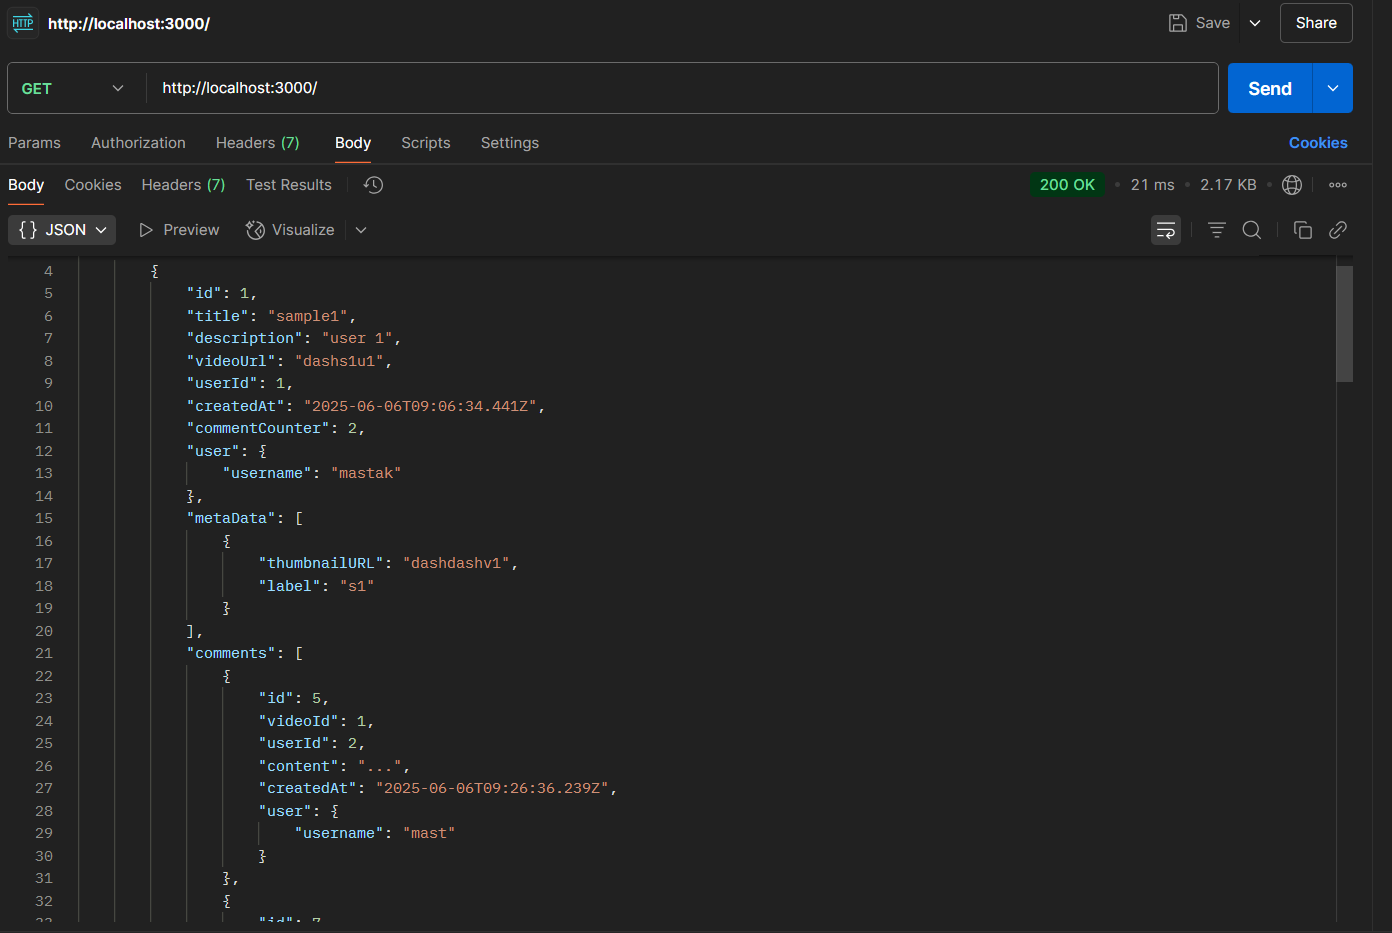 HTTP http://localhost:3000/ Save Share
GET http://localhost:3000/ Send
Params Authorization Headers (7) Body Scripts Settings Cookies
Body Cookies Headers (7) Test Results 200 OK • 21 ms • 2.17 KB •
{} JSON Preview Visualize
4 {
5 "id": 1,
6 "title": "sample1",
7 "description": "user 1",
8 "videoUrl": "dashs1u1",
9 "userId": 1,
10 "createdAt": "2025-06-06T09:06:34.441Z",
11 "commentCounter": 2,
12 "user": {
13 "username": "mastak"
14 },
15 "metaData": [
16 {
17 "thumbnailURL": "dashdashv1",
18 "label": "s1"
19 }
20 ],
21 "comments": [
22 {
23 "id": 5,
24 "videoId": 1,
25 "userId": 2,
26 "content": "...",
27 "createdAt": "2025-06-06T09:26:36.239Z",
28 "user": {
29 "username": "mast"
30 }
31 },
32 {
33 "id": 7